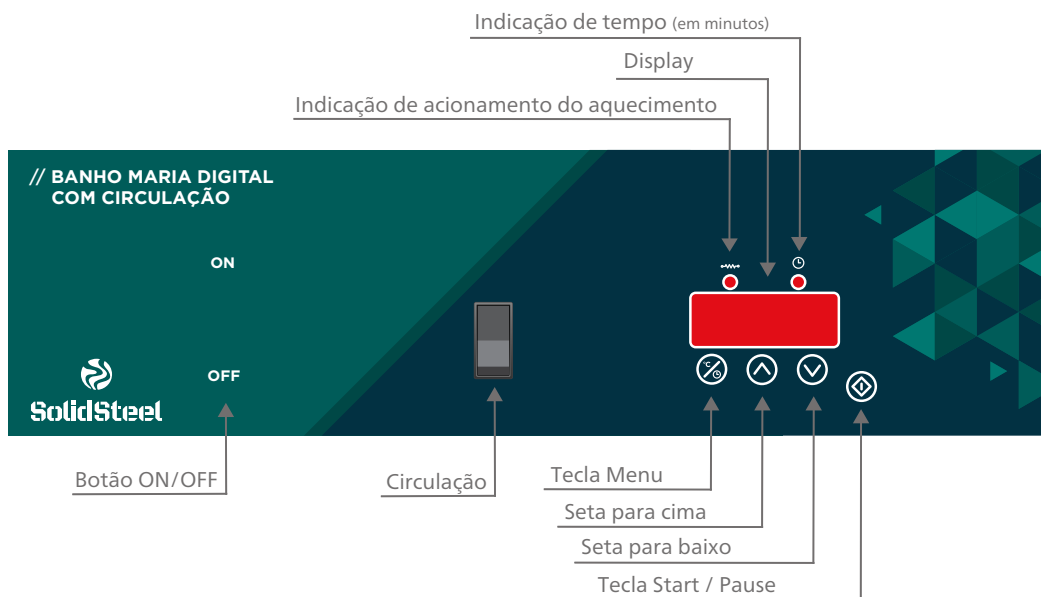 Indicação de tempo (em minutos)
Display
Indicação de acionamento do aquecimento
// BANHO MARIA DIGITAL
COM CIRCULAÇÃO
ON
OFF
SolidSteel
°C
Botão ON/OFF
Circulação
Tecla Menu
Seta para cima
Seta para baixo
Tecla Start / Pause